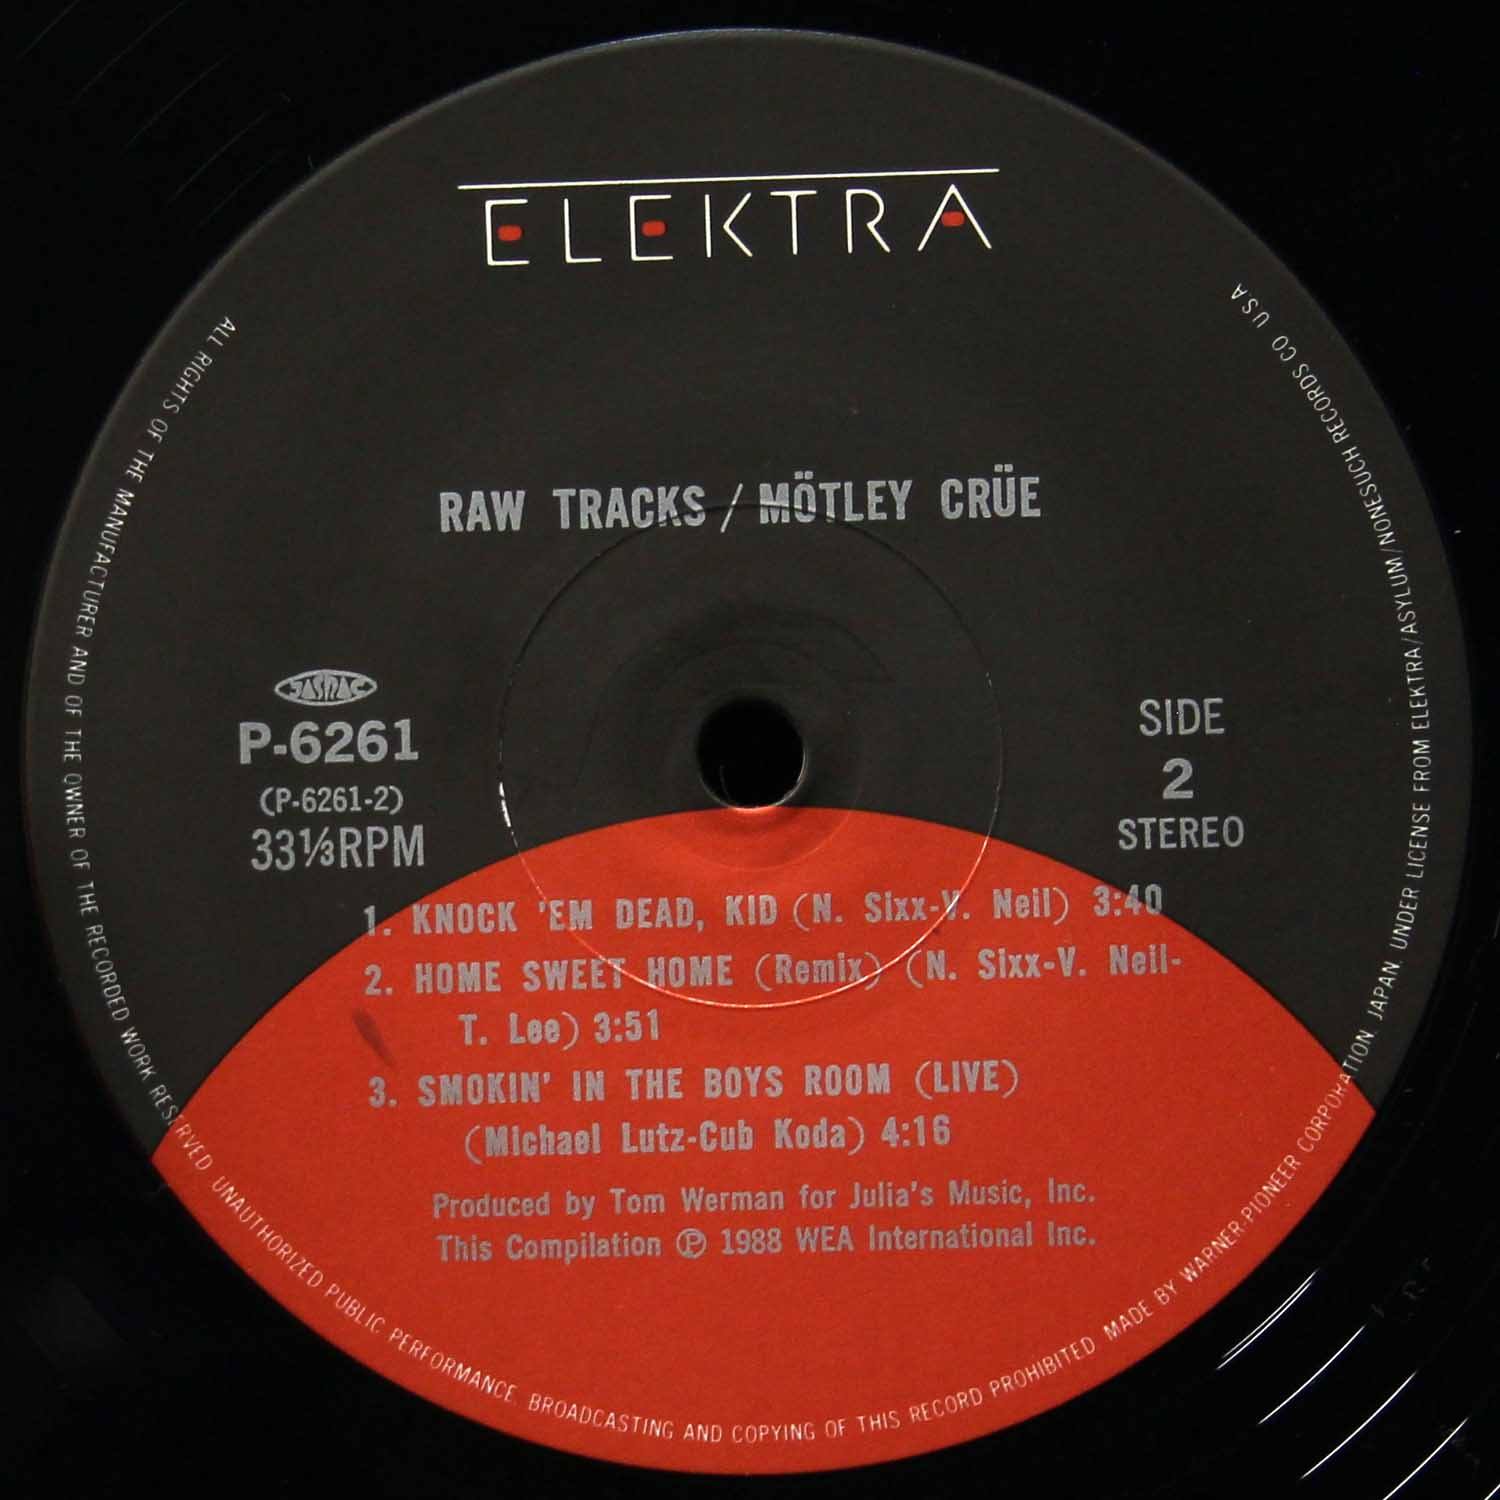 ELEKTRA
RAW TRACKS / MÖTLEY CRÜE
JASRAC
P-6261
(P-6261-2)
33⅓RPM
SIDE
2
STEREO
1. KNOCK 'EM DEAD, KID (N. Sixx-V. Neil) 3:40
2. HOME SWEET HOME (Remix) (N. Sixx-V. Neil-
T. Lee) 3:51
3. SMOKIN' IN THE BOYS ROOM (LIVE)
(Michael Lutz-Cub Koda) 4:16
Produced by Tom Werman for Julia's Music, Inc.
This Compilation ℗ 1988 WEA International Inc.
ALL RIGHTS OF THE MANUFACTURER AND OF THE OWNER OF THE RECORDED WORK RESERVED UNAUTHORIZED PUBLIC PERFORMANCE, BROADCASTING AND COPYING OF THIS RECORD PROHIBITED MADE BY WARNER-PIONEER CORPORATION, JAPAN, UNDER LICENSE FROM ELEKTRA/ASYLUM/NONESUCH RECORDS CO USA